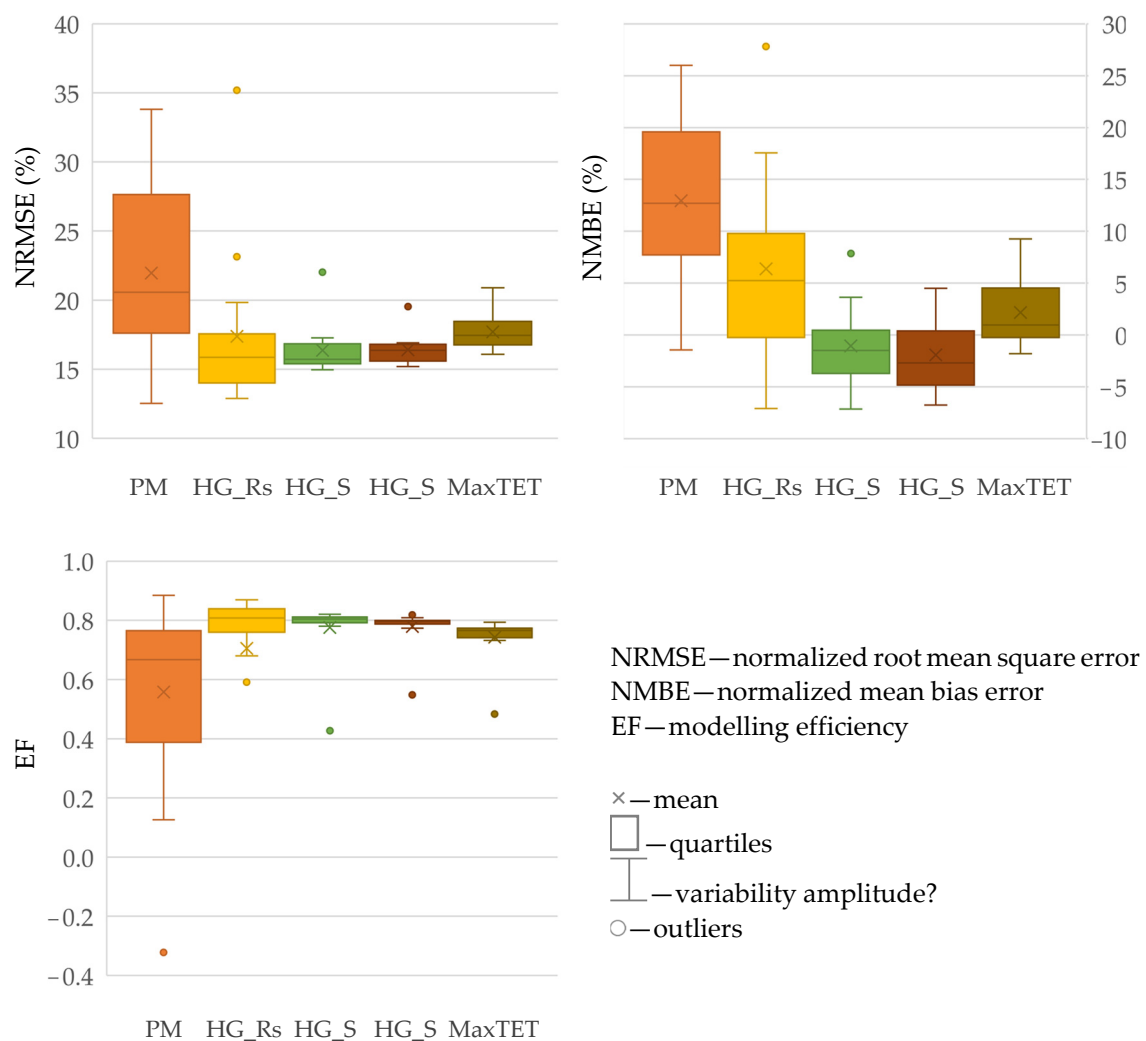 40
35
30
25
20
15
10
NRMSE (%)
PM HG_Rs HG_S HG_S MaxTET
30
25
20
15
10
5
0
−5
−10
NMBE (%)
PM HG_Rs HG_S HG_S MaxTET
1.0
0.8
0.6
0.4
0.2
0.0
−0.2
−0.4
EF
PM HG_Rs HG_S HG_S MaxTET
NRMSE—normalized root mean square error
NMBE—normalized mean bias error
EF—modelling efficiency
×—mean
—quartiles
—variability amplitude?
—outliers